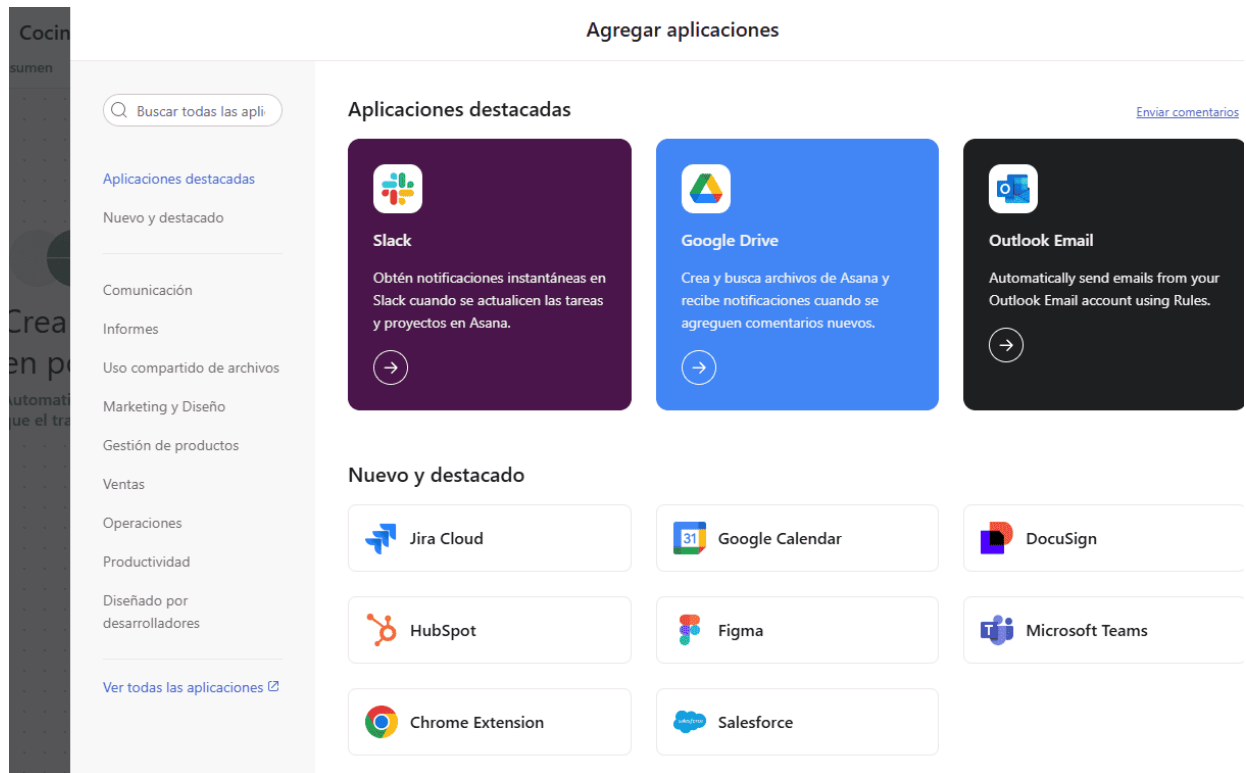 Agregar aplicaciones
Cocin
sumen
Crea
en p
Automati
que el tra
Buscar todas las apli
Aplicaciones destacadas
Nuevo y destacado
Comunicación
Informes
Uso compartido de archivos
Marketing y Diseño
Gestión de productos
Ventas
Operaciones
Productividad
Diseñado por
desarrolladores
Ver todas las aplicaciones
Aplicaciones destacadas
Enviar comentarios
Slack
Obtén notificaciones instantáneas en
Slack cuando se actualicen las tareas
y proyectos en Asana.
Google Drive
Crea y busca archivos de Asana y
recibe notificaciones cuando se
agreguen comentarios nuevos.
Outlook Email
Automatically send emails from your
Outlook Email account using Rules.
Nuevo y destacado
Jira Cloud
31
Google Calendar
DocuSign
HubSpot
Figma
Microsoft Teams
Chrome Extension
salesforce
Salesforce